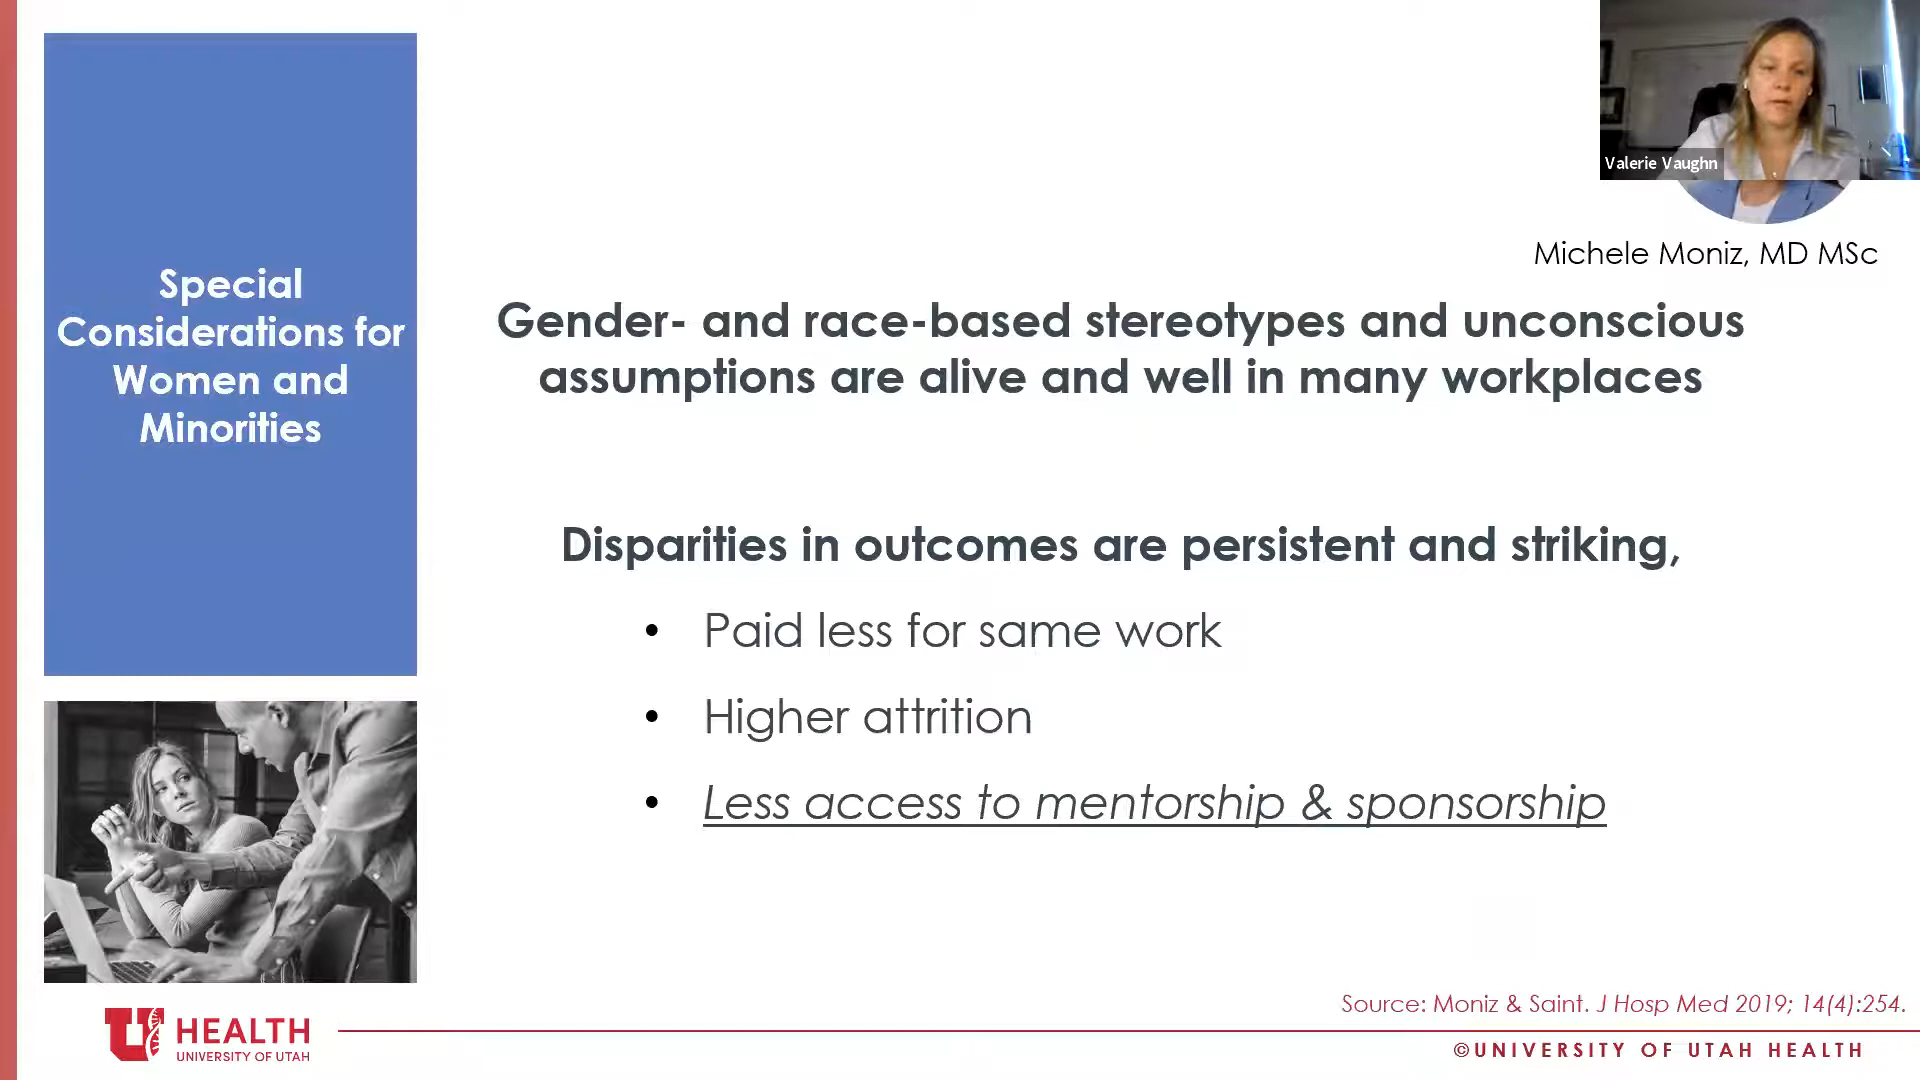 Special
Considerations for
Women and
Minorities
Valerie Vaughn
Michele Moniz, MD MSc
Gender- and race-based stereotypes and unconscious
assumptions are alive and well in many workplaces
Disparities in outcomes are persistent and striking,
• Paid less for same work
• Higher attrition
• Less access to mentorship & sponsorship
Source: Moniz & Saint. J Hosp Med 2019; 14(4):254.
U HEALTH
UNIVERSITY OF UTAH
©UNIVERSITY OF UTAH HEALTH